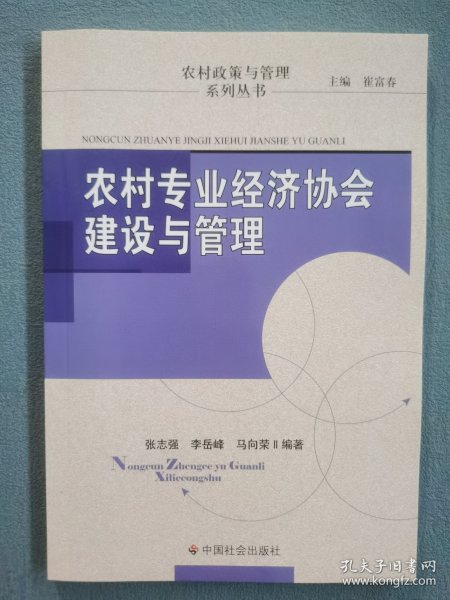 农村政策与管理
系列丛书
主编 崔富春
NONGCUN ZHUANYE JINGJI XIEHUI JIANSHE YU GUANLI
农村专业经济协会
建设与管理
张志强 李岳峰 马向荣 ‖ 编著
Nongcun Zhengce yu Guanli
Xiliecongshu
中国社会出版社
孔夫子旧书网
www.kongfz.com